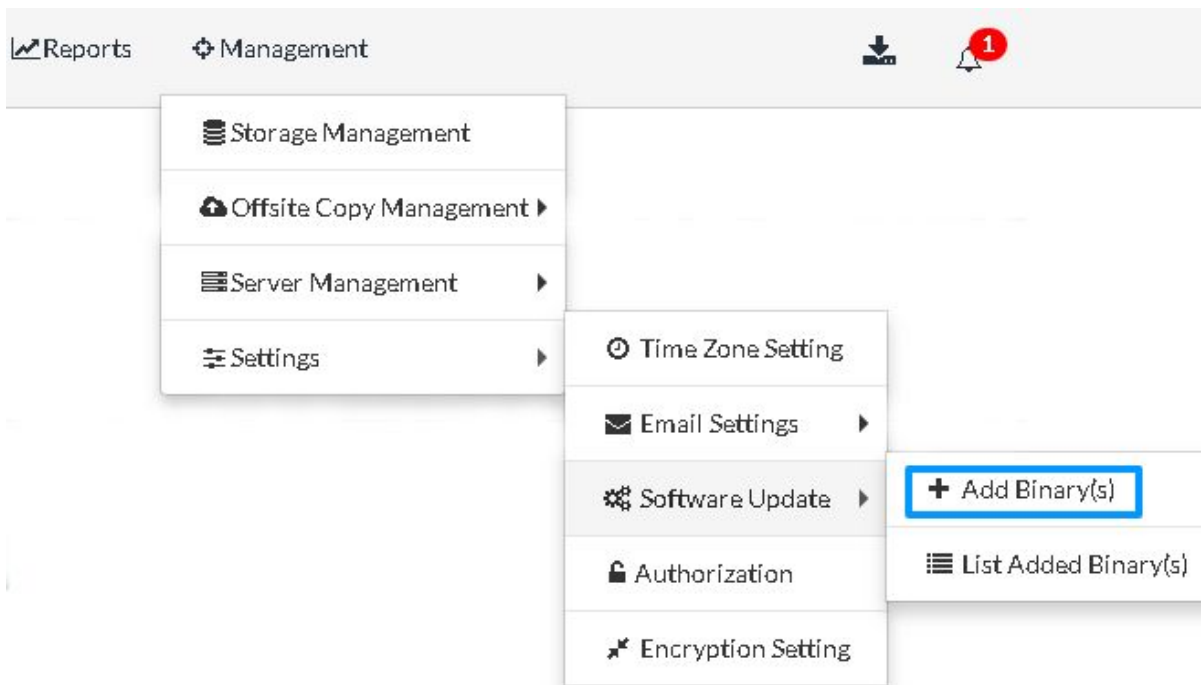 Reports Management 1
Storage Management
Offsite Copy Management
Server Management
Settings
Time Zone Setting
Email Settings
Software Update
Add Binary(s)
List Added Binary(s)
Authorization
Encryption Setting